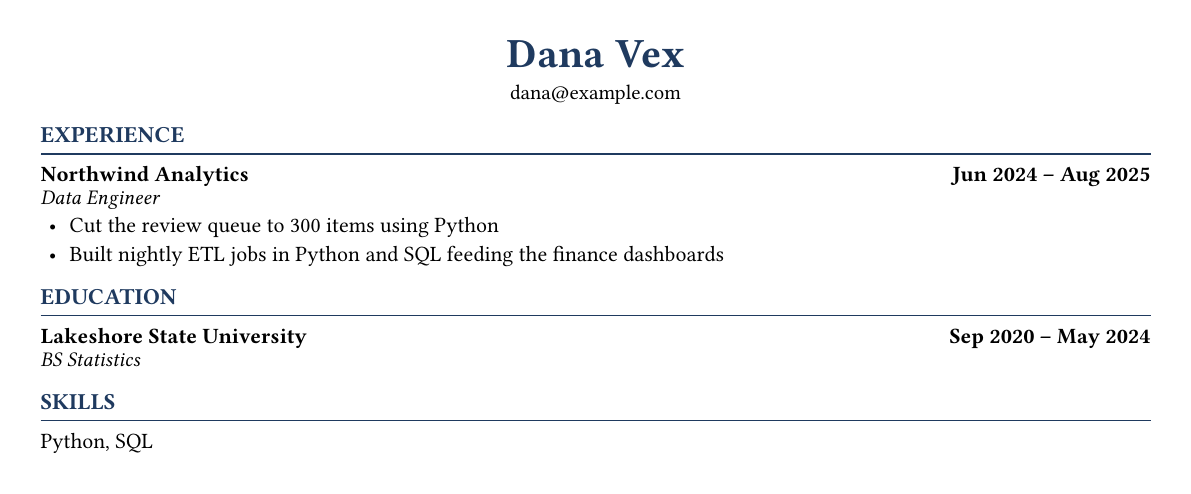 Dana Vex
dana@example.com
EXPERIENCE
Northwind Analytics Jun 2024 – Aug 2025
Data Engineer
• Cut the review queue to 300 items using Python
• Built nightly ETL jobs in Python and SQL feeding the finance dashboards
EDUCATION
Lakeshore State University Sep 2020 – May 2024
BS Statistics
SKILLS
Python, SQL